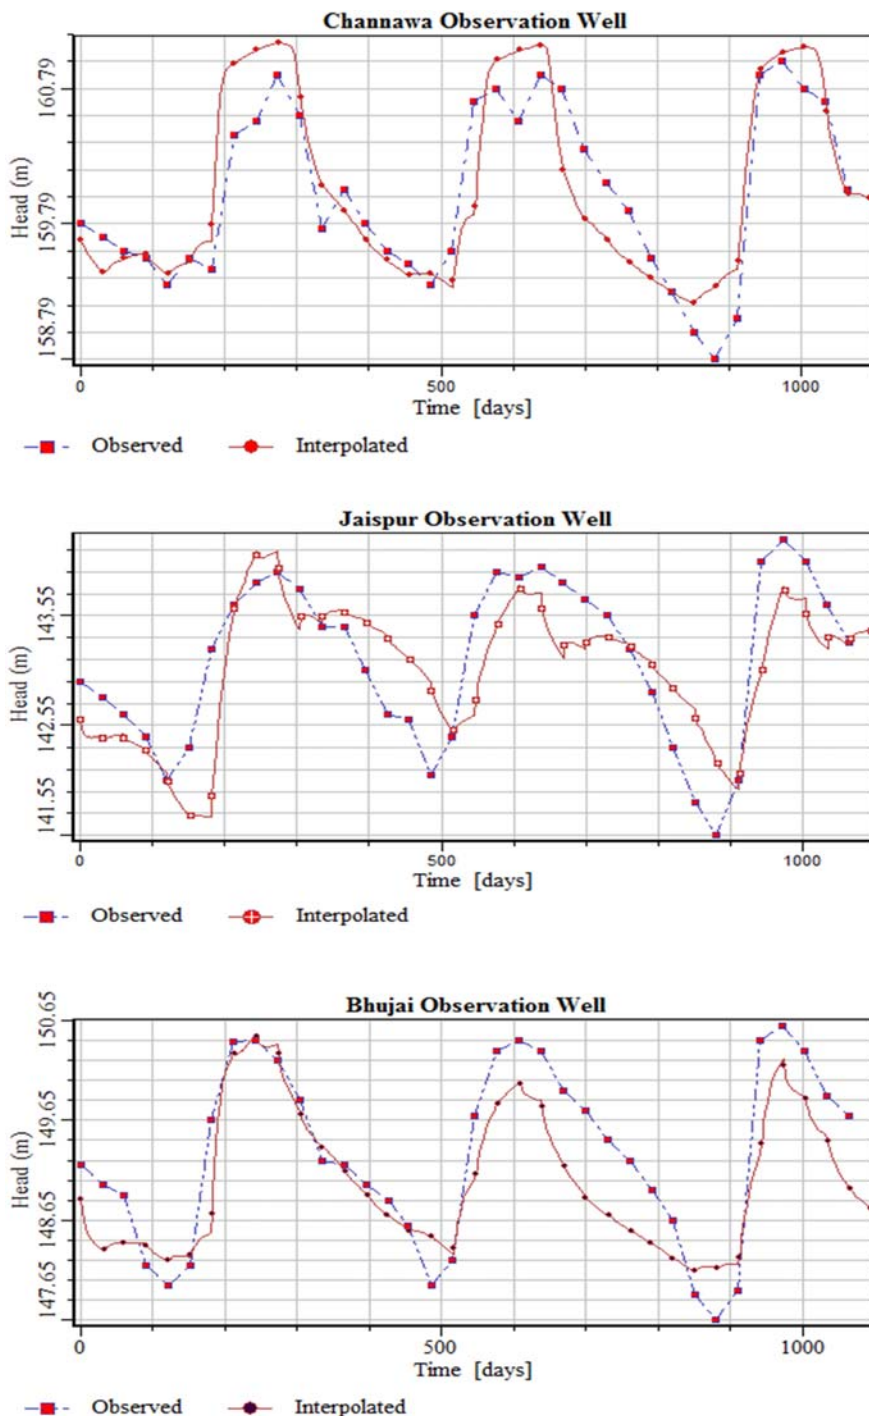 Channawa Observation Well
160.79
159.79
158.79
Head (m)
0 500 1000
Time [days]
Observed Interpolated
Jaispur Observation Well
143.55
142.55
141.55
Head (m)
0 500 1000
Time [days]
Observed Interpolated
Bhujai Observation Well
150.65
149.65
148.65
147.65
Head (m)
0 500 1000
Time [days]
Observed Interpolated